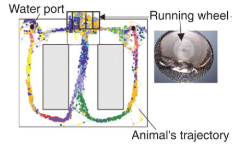 Water port
Running wheel
Animal's trajectory